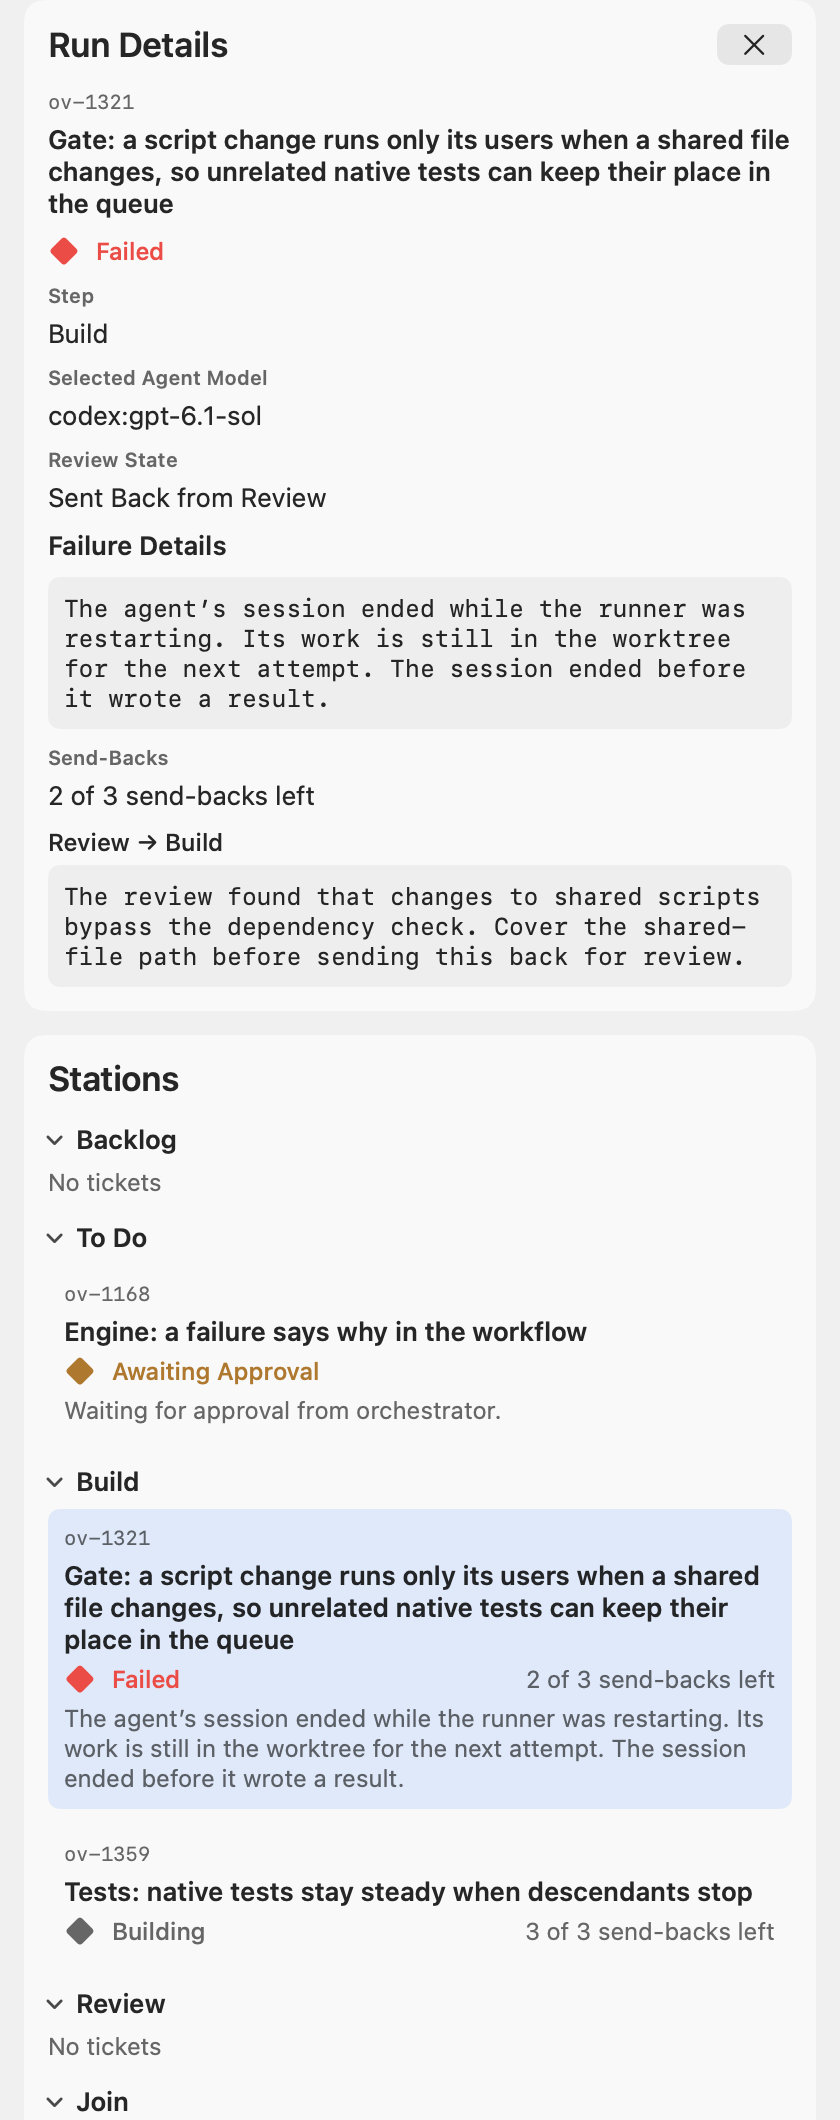 Run Details
ov-1321
Gate: a script change runs only its users when a shared file
changes, so unrelated native tests can keep their place in
the queue
Failed
Step
Build
Selected Agent Model
codex:gpt-6.1-sol
Review State
Sent Back from Review
Failure Details
The agent’s session ended while the runner was
restarting. Its work is still in the worktree
for the next attempt. The session ended before
it wrote a result.
Send-Backs
2 of 3 send-backs left
Review → Build
The review found that changes to shared scripts
bypass the dependency check. Cover the shared-
file path before sending this back for review.
Stations
Backlog
No tickets
To Do
ov-1168
Engine: a failure says why in the workflow
Awaiting Approval
Waiting for approval from orchestrator.
Build
ov-1321
Gate: a script change runs only its users when a shared
file changes, so unrelated native tests can keep their
place in the queue
Failed 2 of 3 send-backs left
The agent’s session ended while the runner was restarting. Its
work is still in the worktree for the next attempt. The session
ended before it wrote a result.
ov-1359
Tests: native tests stay steady when descendants stop
Building 3 of 3 send-backs left
Review
No tickets
Join